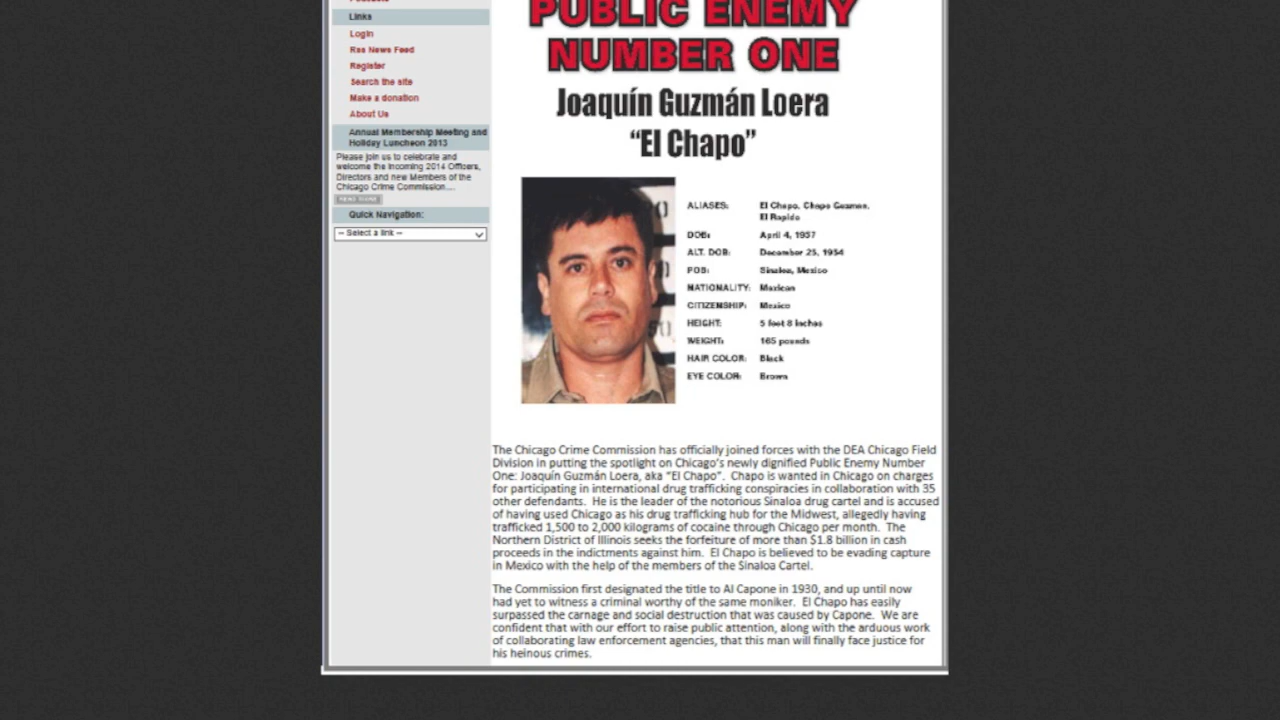 Podcasts
Links
Login
Rss News Feed
Register
Search the site
Make a donation
About Us
Annual Membership Meeting and
Holiday Luncheon 2013
Please join us to celebrate and
welcome the incoming 2014 Officers,
Directors and new Members of the
Chicago Crime Commission....
READ MORE
Quick Navigation:
-- Select a link --
PUBLIC ENEMY
NUMBER ONE
Joaquín Guzmán Loera
“El Chapo”
ALIASES: El Chapo, Chapo Guzman,
El Rapido
DOB: April 4, 1957
ALT. DOB: December 25, 1954
POB: Sinaloa, Mexico
NATIONALITY: Mexican
CITIZENSHIP: Mexico
HEIGHT: 5 foot 8 inches
WEIGHT: 165 pounds
HAIR COLOR: Black
EYE COLOR: Brown
The Chicago Crime Commission has officially joined forces with the DEA Chicago Field
Division in putting the spotlight on Chicago's newly dignified Public Enemy Number
One: Joaquín Guzmán Loera, aka “El Chapo”. Chapo is wanted in Chicago on charges
for participating in international drug trafficking conspiracies in collaboration with 35
other defendants. He is the leader of the notorious Sinaloa drug cartel and is accused
of having used Chicago as his drug trafficking hub for the Midwest, allegedly having
trafficked 1,500 to 2,000 kilograms of cocaine through Chicago per month. The
Northern District of Illinois seeks the forfeiture of more than $1.8 billion in cash
proceeds in the indictments against him. El Chapo is believed to be evading capture
in Mexico with the help of the members of the Sinaloa Cartel.
The Commission first designated the title to Al Capone in 1930, and up until now
had yet to witness a criminal worthy of the same moniker. El Chapo has easily
surpassed the carnage and social destruction that was caused by Capone. We are
confident that with our effort to raise public attention, along with the arduous work
of collaborating law enforcement agencies, that this man will finally face justice for
his heinous crimes.